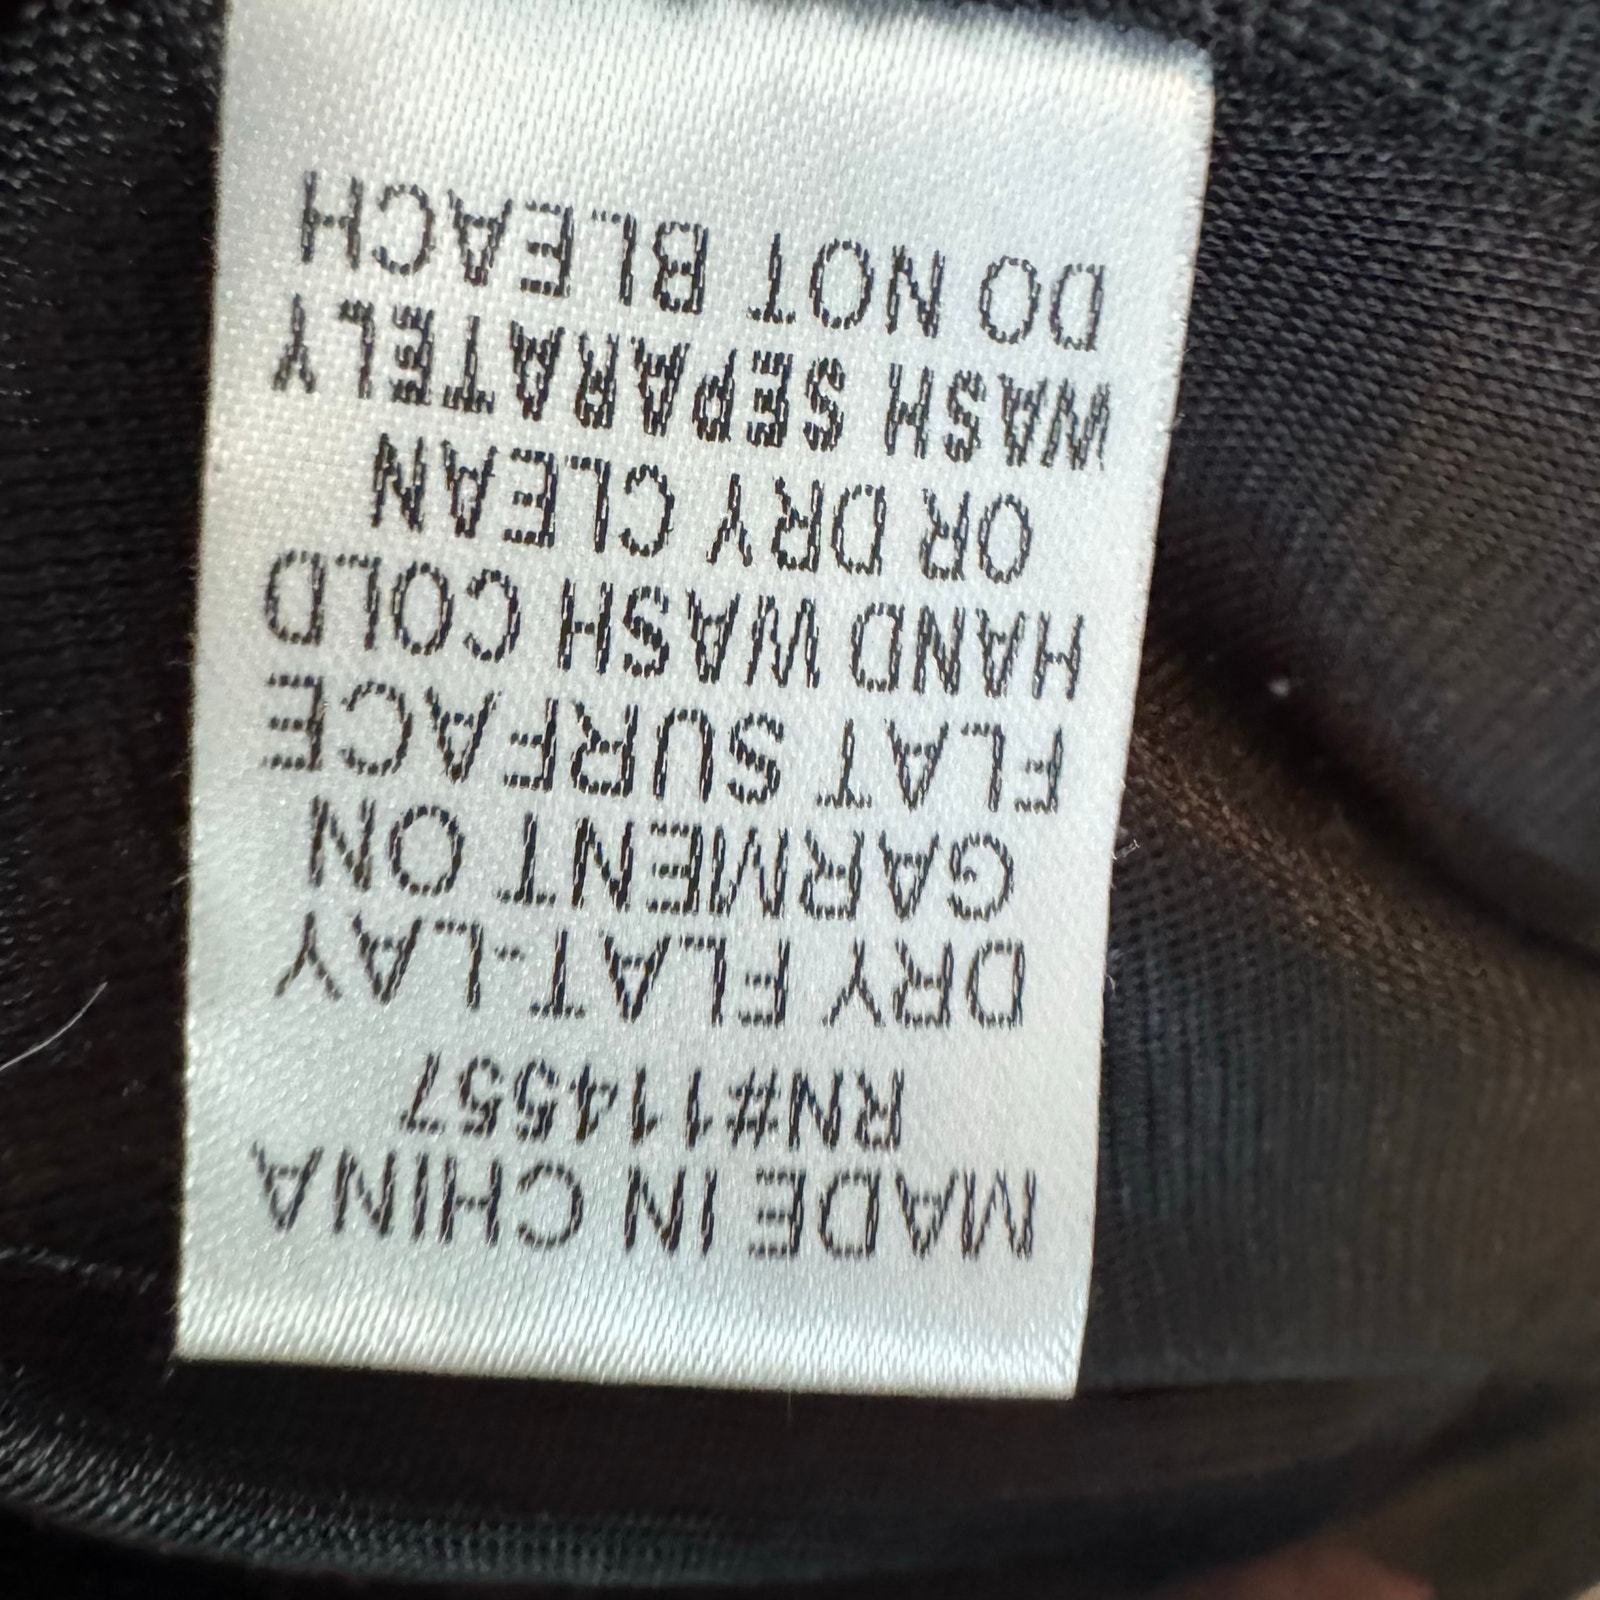 MADE IN CHINA
RN#114557
DRY FLAT-LAY
GARMENT ON
FLAT SURFACE
HAND WASH COLD
OR DRY CLEAN
WASH SEPARATELY
DO NOT BLEACH